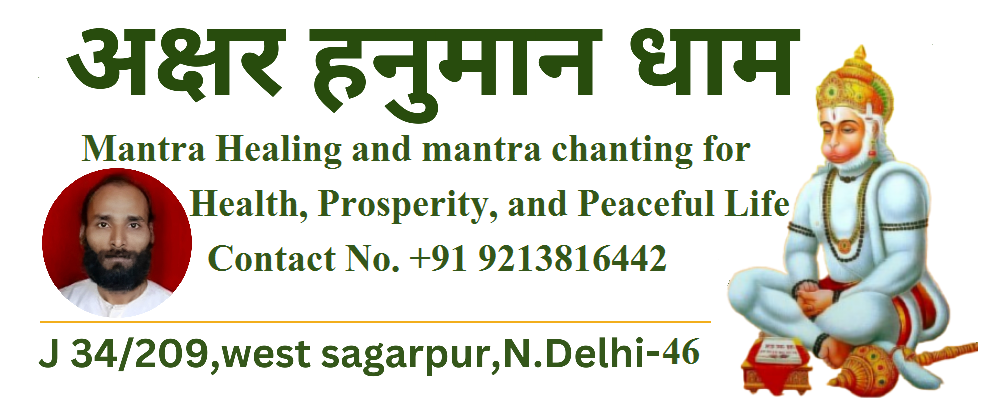 अक्षर हनुमान धाम
Mantra Healing and mantra chanting for
Health, Prosperity, and Peaceful Life
Contact No. +91 9213816442
J 34/209,west sagarpur,N.Delhi-46